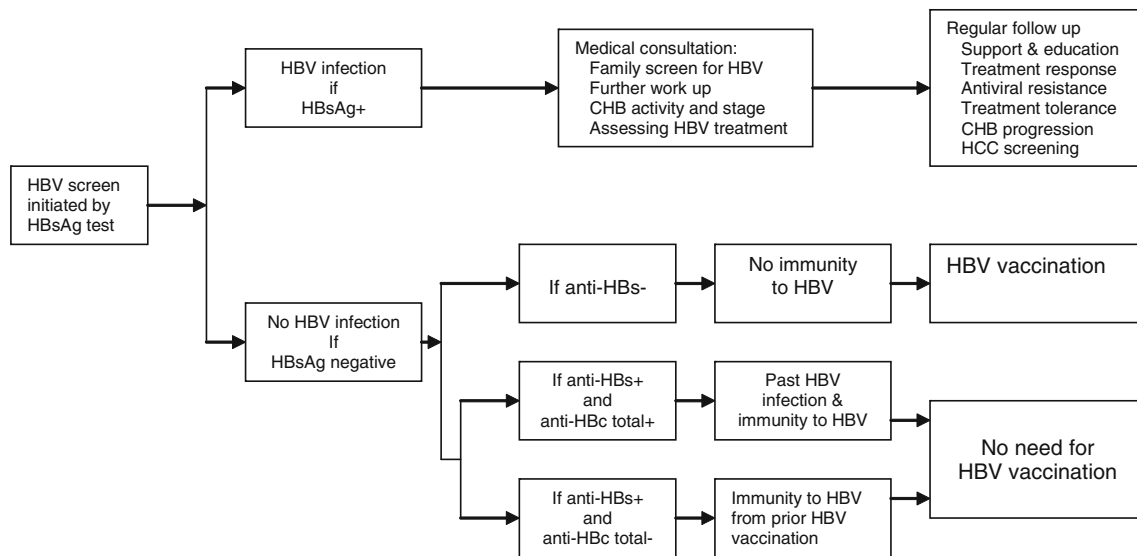 HBV screen
initiated by
HBsAg test
HBV infection
if
HBsAg+
Medical consultation:
Family screen for HBV
Further work up
CHB activity and stage
Assessing HBV treatment
Regular follow up
Support & education
Treatment response
Antiviral resistance
Treatment tolerance
CHB progression
HCC screening
No HBV infection
If
HBsAg negative
If anti-HBs-
No immunity
to HBV
HBV vaccination
If anti-HBs+
and
anti-HBc total+
Past HBV
infection &
immunity to HBV
If anti-HBs+
and
anti-HBc total-
Immunity to HBV
from prior HBV
vaccination
No need for
HBV vaccination